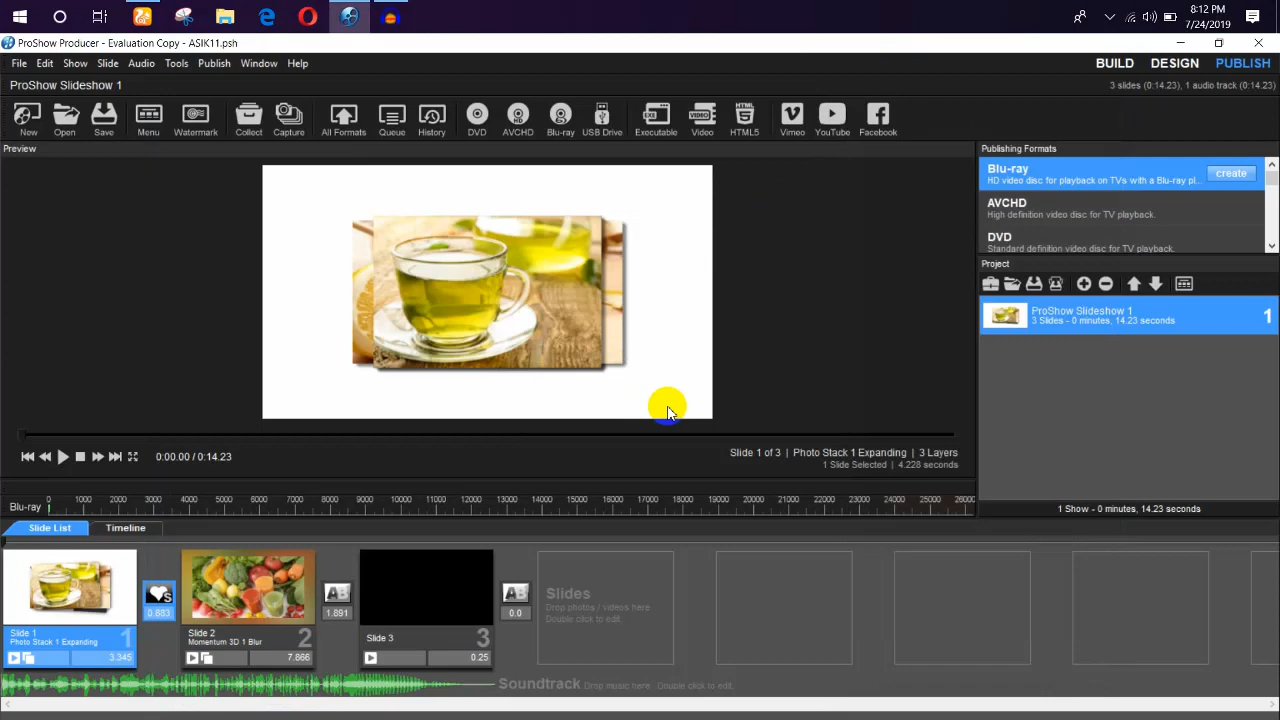 8:12 PM
7/24/2019
ProShow Producer - Evaluation Copy - ASIK11.psh
File Edit Show Slide Audio Tools Publish Window Help
BUILD DESIGN PUBLISH
ProShow Slideshow 1
3 slides (0:14.23), 1 audio track (0:14.23)
New Open Save Menu Watermark Collect Capture All Formats Queue History DVD AVCHD Blu-ray USB Drive Executable Video HTML5 Vimeo YouTube Facebook
Preview
Publishing Formats
Blu-ray
HD video disc for playback on TVs with a Blu-ray pl...
create
AVCHD
High definition video disc for TV playback.
DVD
Standard definition video disc for TV playback.
Project
ProShow Slideshow 1
3 Slides - 0 minutes, 14.23 seconds
1
0:00.00 / 0:14.23
Slide 1 of 3 | Photo Stack 1 Expanding | 3 Layers
1 Slide Selected | 4.228 seconds
Blu-ray 0 1000 2000 3000 4000 5000 6000 7000 8000 9000 10000 11000 12000 13000 14000 15000 16000 17000 18000 19000 20000 21000 22000 23000 24000 25000 26000
1 Show - 0 minutes, 14.23 seconds
Slide List Timeline
Slide 1
Photo Stack 1 Expanding
1
3.345
S
0.883
Slide 2
Momentum 3D 1 Blur
2
7.866
AB
1.891
Slide 3
3
0.25
AB
0.0
Slides
Drop photos / videos here.
Double click to edit.
Soundtrack Drop music here. Double click to edit.